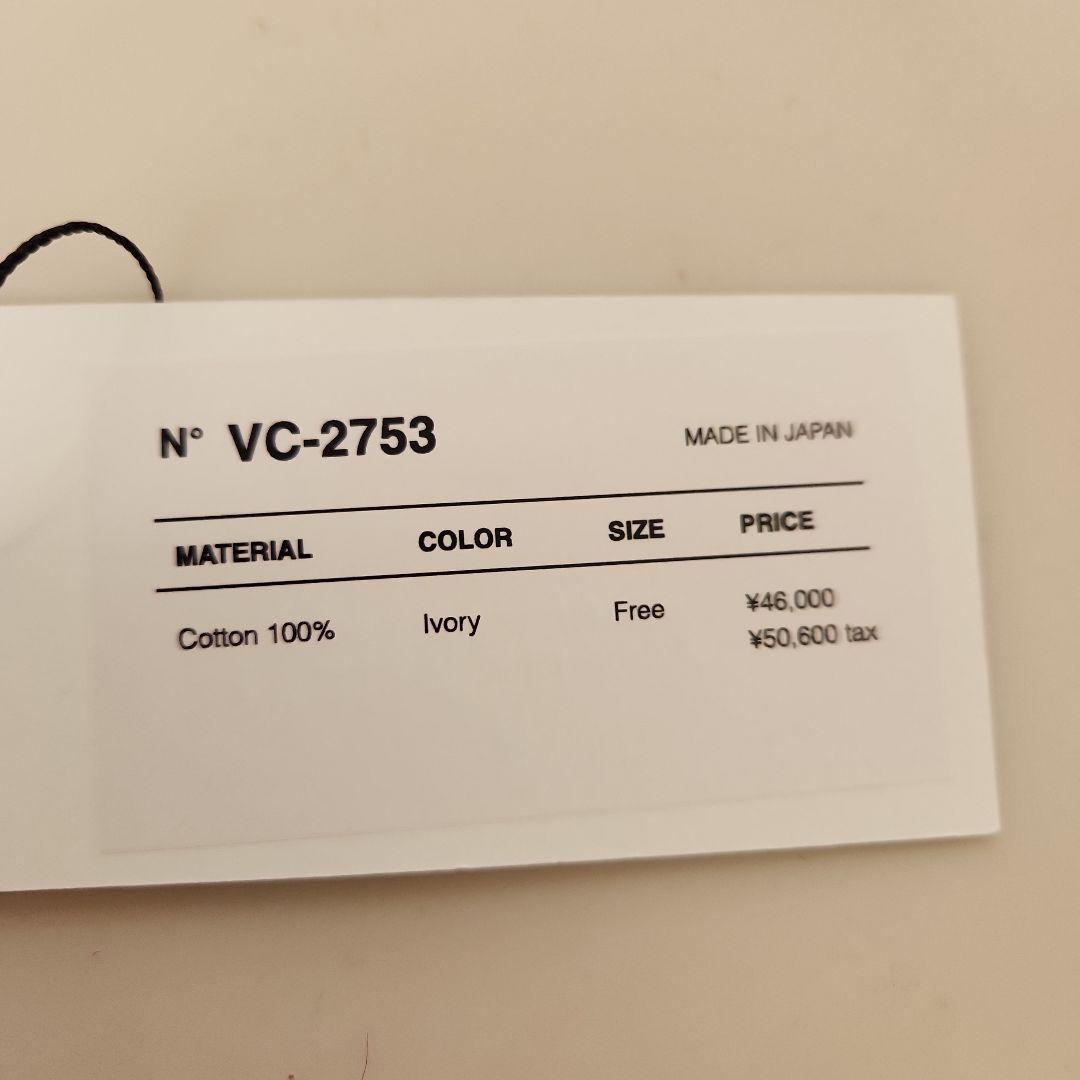 N° VC-2753 MADE IN JAPAN
MATERIAL COLOR SIZE PRICE
Cotton 100% Ivory Free ¥46,000
¥50,600 tax